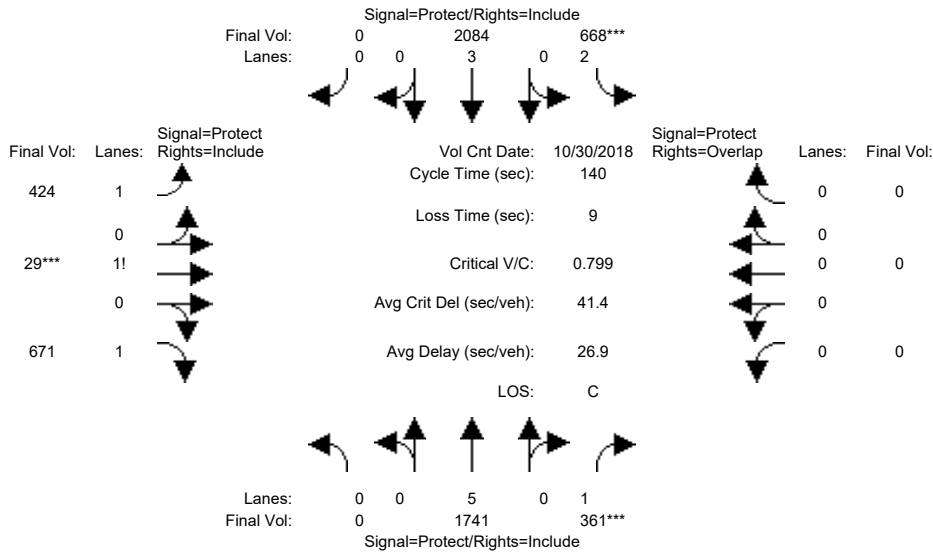 Signal=Protect/Rights=Include
Final Vol: 0 2084 668***
Lanes: 0 0 3 0 2
Signal=Protect
Final Vol: Lanes: Rights=Include
Vol Cnt Date: 10/30/2018
Signal=Protect
Rights=Overlap Lanes: Final Vol:
Cycle Time (sec): 140
424 1
0 0
Loss Time (sec): 9
0
0
29*** 1!
Critical V/C: 0.799
0 0
0
Avg Crit Del (sec/veh): 41.4
0
671 1
Avg Delay (sec/veh): 26.9
0 0
LOS: C
Lanes: 0 0 5 0 1
Final Vol: 0 1741 361***
Signal=Protect/Rights=Include